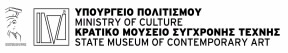 ΥΠΟΥΡΓΕΙΟ ΠΟΛΙΤΙΣΜΟΥ
MINISTRY OF CULTURE
ΚΡΑΤΙΚΟ ΜΟΥΣΕΙΟ ΣΥΓΧΡΟΝΗΣ ΤΕΧΝΗΣ
STATE MUSEUM OF CONTEMPORARY ART